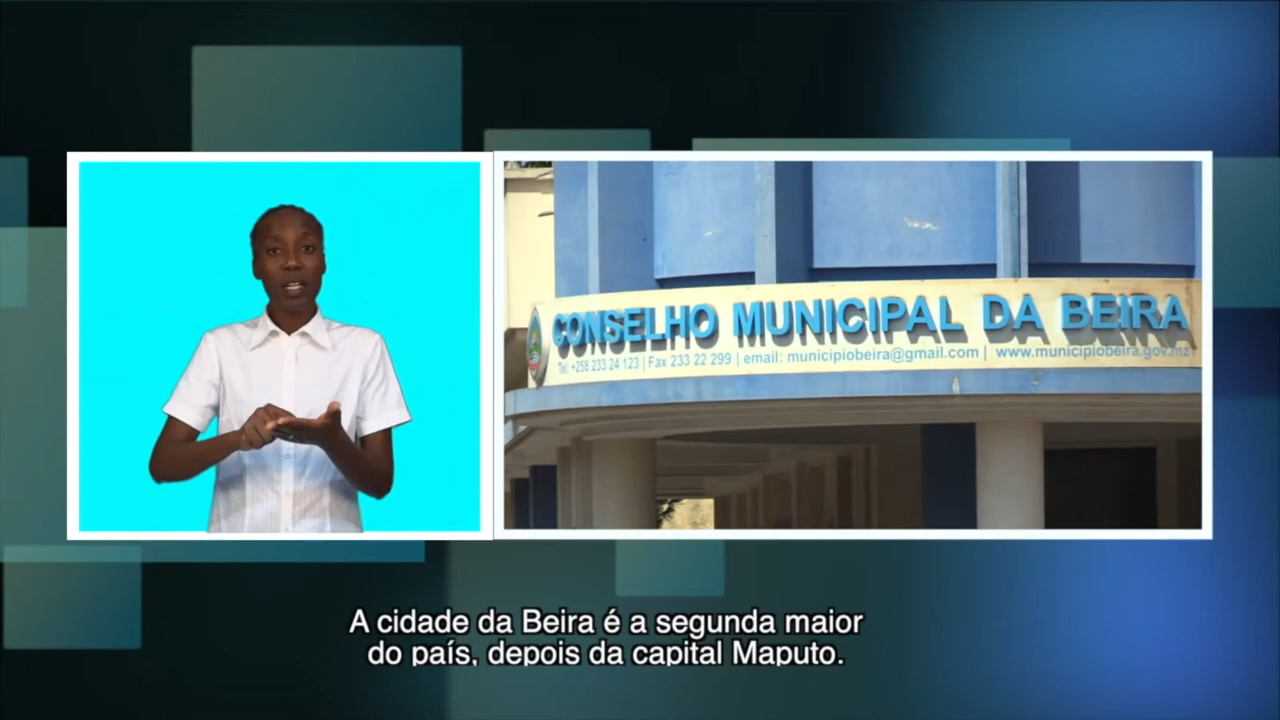 CONSELHO MUNICIPAL DA BEIRA
Tel: +258 233 24 123 | Fax 233 22 299 | email: municipiobeira@gmail.com | www.municipiobeira.gov.mz
A cidade da Beira é a segunda maior
do país, depois da capital Maputo.